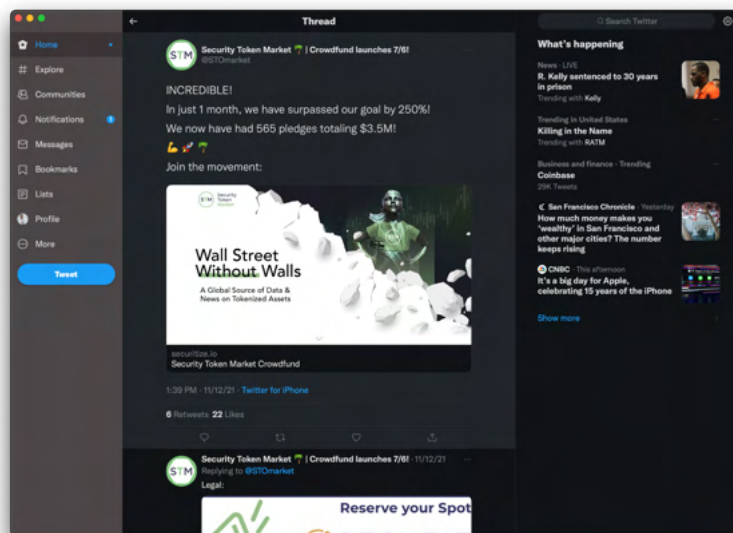 Thread
Search Twitter
Home
Explore
Communities
Notifications
1
Messages
Bookmarks
Lists
Profile
More
Tweet
STM
Security Token Market 🌴 | Crowdfund launches 7/6!
@STOmarket
INCREDIBLE!
In just 1 month, we have surpassed our goal by 250%!
We now have had 565 pledges totaling $3.5M!
💪 🚀 🌴
Join the movement:
STM
Security
Token
Market
STM
Wall Street
Without Walls
A Global Source of Data &
News on Tokenized Assets
securitize.io
Security Token Market Crowdfund
1:39 PM · 11/12/21 · Twitter for iPhone
6 Retweets 22 Likes
STM
Security Token Market 🌴 | Crowdfund launches 7/6! · 11/12/21
Replying to @STOmarket
Legal:
Reserve your Spot
What's happening
News · LIVE
R. Kelly sentenced to 30 years
in prison
Trending with Kelly
Trending in United States
Killing in the Name
Trending with RATM
Business and finance · Trending
Coinbase
29K Tweets
San Francisco Chronicle · Yesterday
How much money makes you
'wealthy' in San Francisco and
other major cities? The number
keeps rising
CNBC · This afternoon
It's a big day for Apple,
celebrating 15 years of the iPhone
Show more